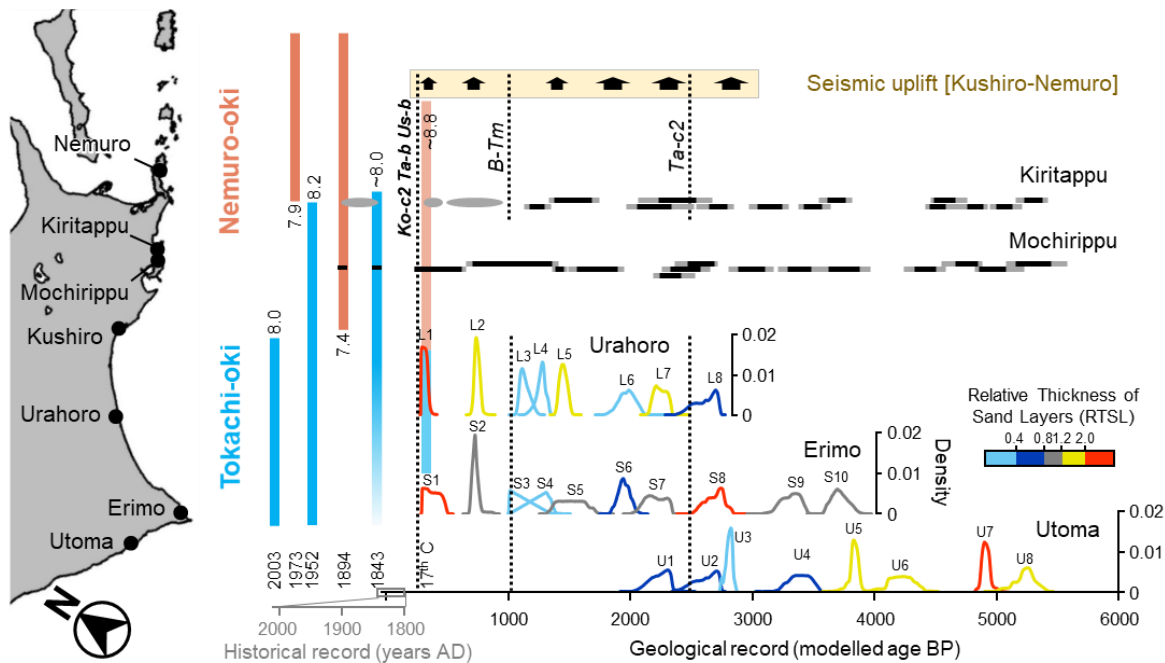 Nemuro
Kiritappu
Mochirippu
Kushiro
Urahoro
Erimo
Utoma
N
Nemuro-oki
Tokachi-oki
7.9
8.2
7.4
~8.0
8.0
~8.8
Ko-c2 Ta-b Us-b
B-Tm
Ta-c2
Seismic uplift [Kushiro-Nemuro]
Kiritappu
Mochirippu
L1
L2
L3
L4
L5
L6
L7
L8
Urahoro
0.02
0.01
0
S1
S2
S3
S4
S5
S6
S7
S8
S9
S10
Erimo
0.02
0.01
0
Density
Relative Thickness of
Sand Layers (RTSL)
0.4 0.8 1.2 2.0
U1
U2
U3
U4
U5
U6
U7
U8
Utoma
0.02
0.01
0
2003
1973
1952
1894
1843
17th C
2000 1900 1800
Historical record (years AD)
1000 2000 3000 4000 5000 6000
Geological record (modelled age BP)